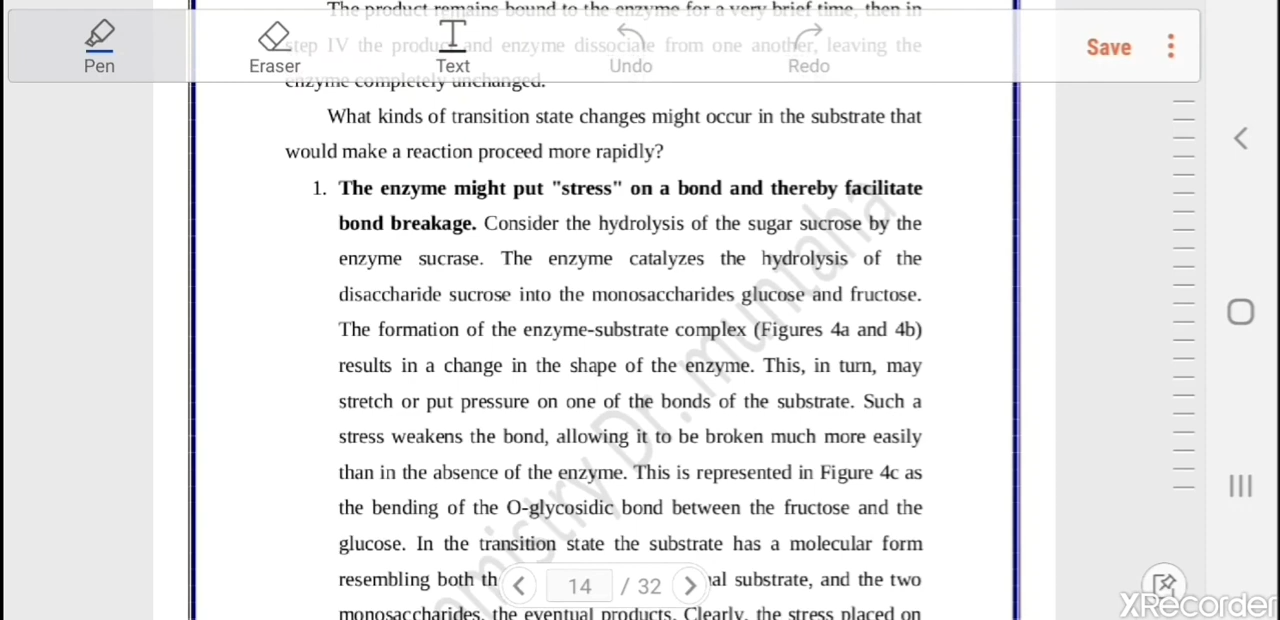 The product remains bound to the enzyme for a very brief time, then in
step IV the product and enzyme dissociate from one another, leaving the
enzyme completely unchanged.
Pen
Eraser
Text
Undo
Redo
Save
What kinds of transition state changes might occur in the substrate that
would make a reaction proceed more rapidly?
1. The enzyme might put "stress" on a bond and thereby facilitate
bond breakage. Consider the hydrolysis of the sugar sucrose by the
enzyme sucrase. The enzyme catalyzes the hydrolysis of the
disaccharide sucrose into the monosaccharides glucose and fructose.
The formation of the enzyme-substrate complex (Figures 4a and 4b)
results in a change in the shape of the enzyme. This, in turn, may
stretch or put pressure on one of the bonds of the substrate. Such a
stress weakens the bond, allowing it to be broken much more easily
than in the absence of the enzyme. This is represented in Figure 4c as
the bending of the O-glycosidic bond between the fructose and the
glucose. In the transition state the substrate has a molecular form
resembling both th al substrate, and the two
14 / 32
monosaccharides, the eventual products. Clearly, the stress placed on
mistry Dr. muntaha
XRecorder